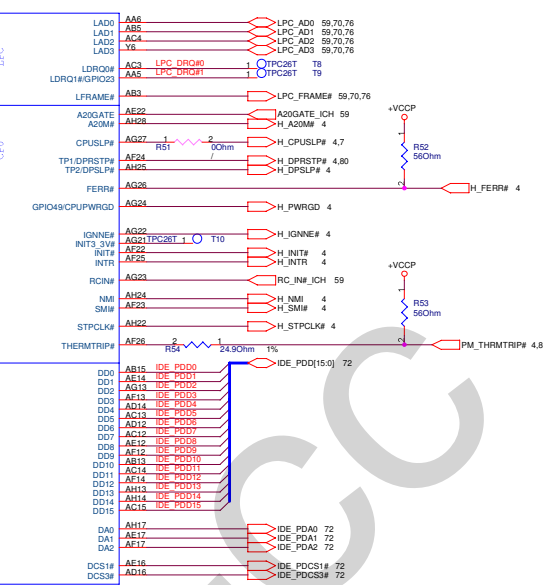 LAD0 AA6 LPC_AD0 59,70,76
LAD1 AB5 LPC_AD1 59,70,76
LAD2 AC4 LPC_AD2 59,70,76
LAD3 Y6 LPC_AD3 59,70,76
LPC
LDRQ0# AC3 LPC_DRQ#0 1 TPC26T T8
LDRQ1#/GPIO23 AA5 LPC_DRQ#1 1 TPC26T T9
LFRAME# AB3 LPC_FRAME# 59,70,76
+VCCP
A20GATE AE22 A20GATE_ICH 59
A20M# AH28 H_A20M# 4
CPU
CPUSLP# AG27 1 R51 2 0Ohm / H_CPUSLP# 4,7
1 R52 56Ohm 2
TP1/DPRSTP# AF24 H_DPRSTP# 4,80
TP2/DPSLP# AH25 H_DPSLP# 4
FERR# AG26 H_FERR# 4
GPIO49/CPUPWRGD AG24 H_PWRGD 4
IGNNE# AG22 H_IGNNE# 4
INIT3_3V# AG21 TPC26T 1 T10
INIT# AF22 H_INIT# 4
INTR AF25 H_INTR 4
+VCCP
RCIN# AG23 RC_IN#_ICH 59
NMI AH24 H_NMI 4
SMI# AF23 H_SMI# 4
1 R53 56Ohm 2
STPCLK# AH22 H_STPCLK# 4
THERMTRIP# AF26 2 R54 1 24.9Ohm 1% PM_THRMTRIP# 4,8
IDE_PDD[15:0] 72
DD0 AB15 IDE_PDD0
DD1 AE14 IDE_PDD1
DD2 AG13 IDE_PDD2
DD3 AF13 IDE_PDD3
DD4 AD14 IDE_PDD4
DD5 AC13 IDE_PDD5
DD6 AD12 IDE_PDD6
DD7 AC12 IDE_PDD7
DD8 AE12 IDE_PDD8
DD9 AF12 IDE_PDD9
DD10 AB13 IDE_PDD10
DD11 AC14 IDE_PDD11
DD12 AF14 IDE_PDD12
DD13 AH13 IDE_PDD13
DD14 AH14 IDE_PDD14
DD15 AC15 IDE_PDD15
DA0 AH17 IDE_PDA0 72
DA1 AE17 IDE_PDA1 72
DA2 AF17 IDE_PDA2 72
DCS1# AE16 IDE_PDCS1# 72
DCS3# AD16 IDE_PDCS3# 72